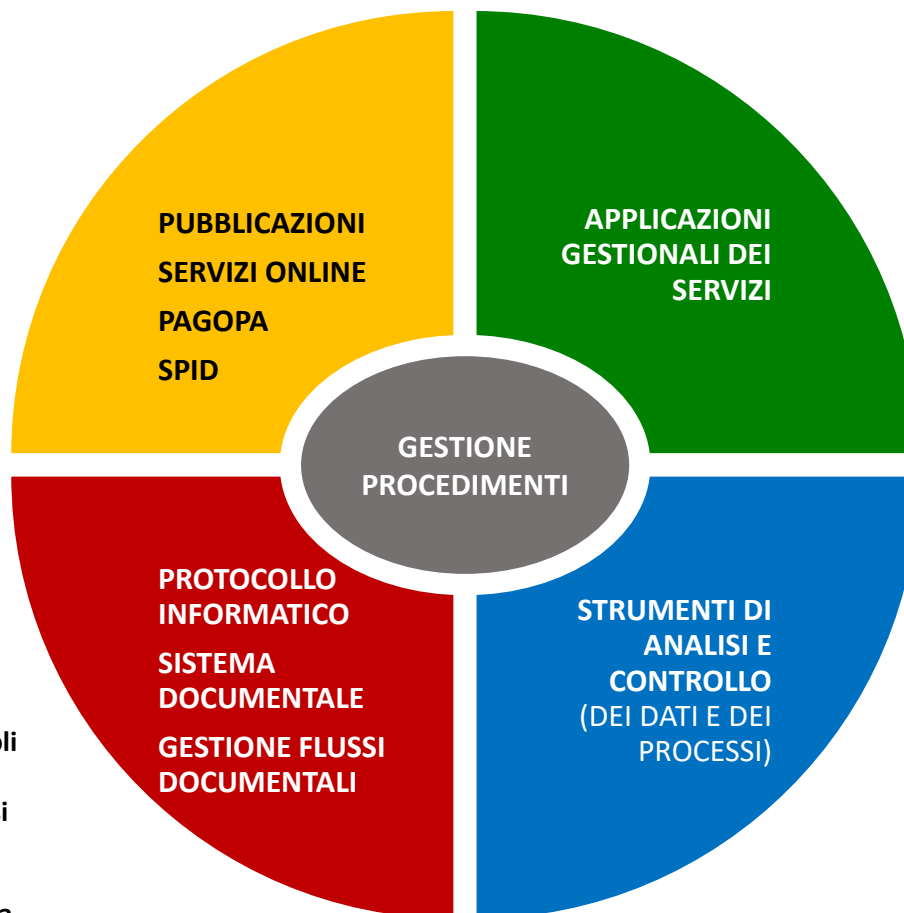 PUBBLICAZIONI
SERVIZI ONLINE
PAGOPA
SPID
APPLICAZIONI
GESTIONALI DEI
SERVIZI
GESTIONE
PROCEDIMENTI
PROTOCOLLO
INFORMATICO
SISTEMA
DOCUMENTALE
GESTIONE FLUSSI
DOCUMENTALI
STRUMENTI DI
ANALISI E
CONTROLLO
(DEI DATI E DEI
PROCESSI)